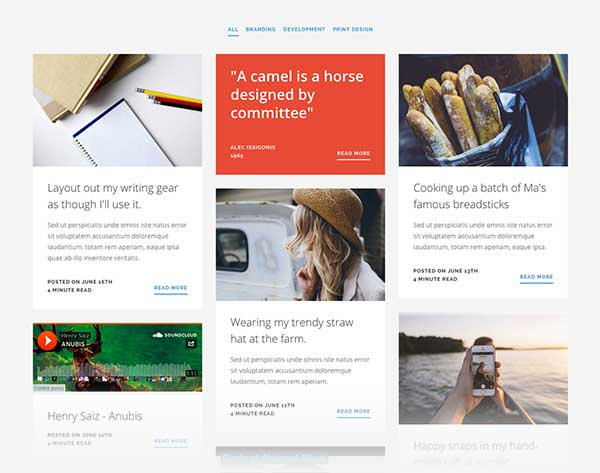 ALL BRANDING DEVELOPMENT PRINT DESIGN
Layout out my writing gear
as though I'll use it.
Sed ut perspiciatis unde omnis iste natus error
sit voluptatem accusantium doloremque
laudantium, totam rem aperiam, eaque ipsa
quae ab illo inventore veritatis.
POSTED ON JUNE 16TH
4 MINUTE READ
READ MORE
Henry Saiz
ANUBIS
SOUNDCLOUD
Cookie policy
5:11
Henry Saiz - Anubis
POSTED ON JUNE 11TH
4 MINUTE READ
READ MORE
"A camel is a horse
designed by
committee"
ALEC ISSIGONIS
1965
READ MORE
Wearing my trendy straw
hat at the farm.
Sed ut perspiciatis unde omnis iste natus error
sit voluptatem accusantium doloremque
laudantium, totam rem aperiam.
POSTED ON JUNE 11TH
4 MINUTE READ
READ MORE
Cooking up a batch of Ma's
famous breadsticks
Sed ut perspiciatis unde omnis iste natus error
sit voluptatem accusantium doloremque
laudantium, totam rem aperiam.
POSTED ON JUNE 13TH
4 MINUTE READ
READ MORE
Happy snaps in my hand-